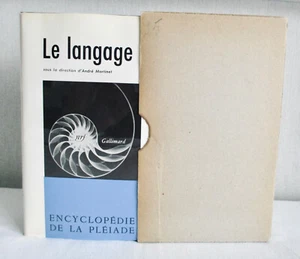 Le langage
sous la direction d'André Martinet
nrf
Gallimard
ENCYCLOPÉDIE
DE LA PLÉIADE